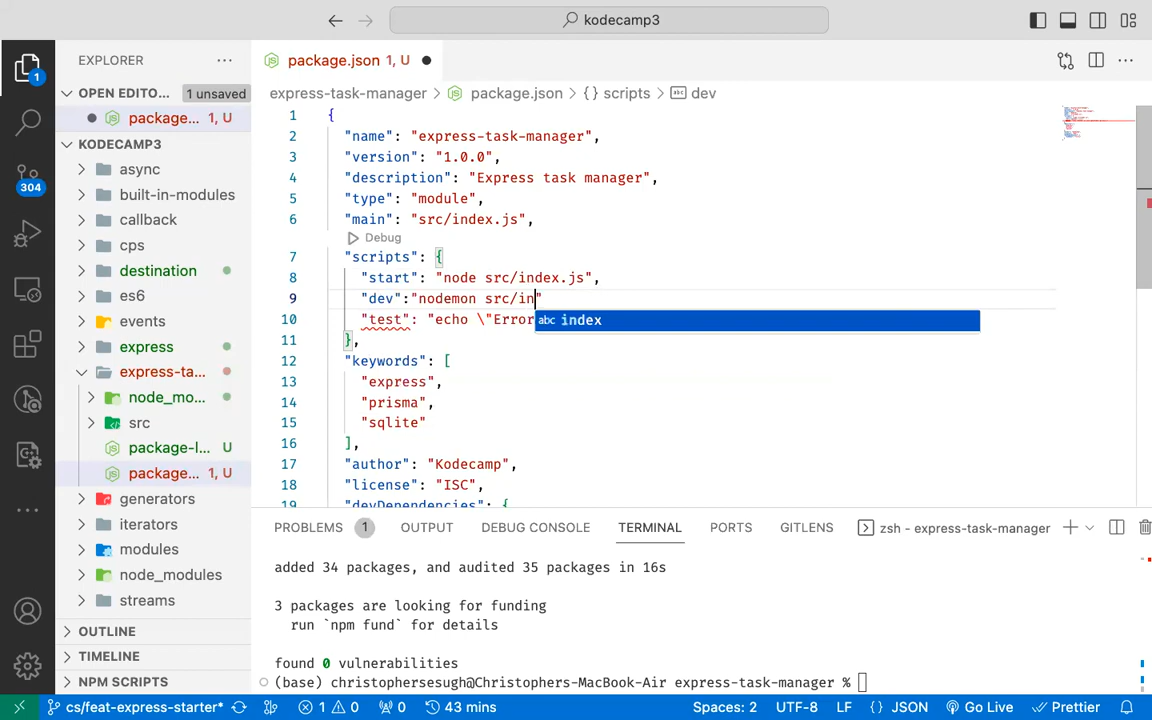 kodecamp3
EXPLORER
OPEN EDITO...
1 unsaved
package... 1, U
KODECAMP3
async
built-in-modules
callback
cps
destination
es6
events
express
express-ta...
node_mo...
src
package-l... U
package... 1, U
generators
iterators
modules
node_modules
streams
OUTLINE
TIMELINE
NPM SCRIPTS
1
304
package.json 1, U
express-task-manager > package.json > {} scripts > abc dev
1 {
2 "name": "express-task-manager",
3 "version": "1.0.0",
4 "description": "Express task manager",
5 "type": "module",
6 "main": "src/index.js",
Debug
7 "scripts": {
8 "start": "node src/index.js",
9 "dev":"nodemon src/in"
10 "test": "echo \"Error
abc index
11 },
12 "keywords": [
13 "express",
14 "prisma",
15 "sqlite"
16 ],
17 "author": "Kodecamp",
18 "license": "ISC",
19 "devDependencies": {
PROBLEMS 1 OUTPUT DEBUG CONSOLE TERMINAL PORTS GITLENS zsh - express-task-manager
added 34 packages, and audited 35 packages in 16s
3 packages are looking for funding
run `npm fund` for details
found 0 vulnerabilities
(base) christophersesugh@Christophers-MacBook-Air express-task-manager %
cs/feat-express-starter* 1 0 0 43 mins Spaces: 2 UTF-8 LF {} JSON Go Live Prettier